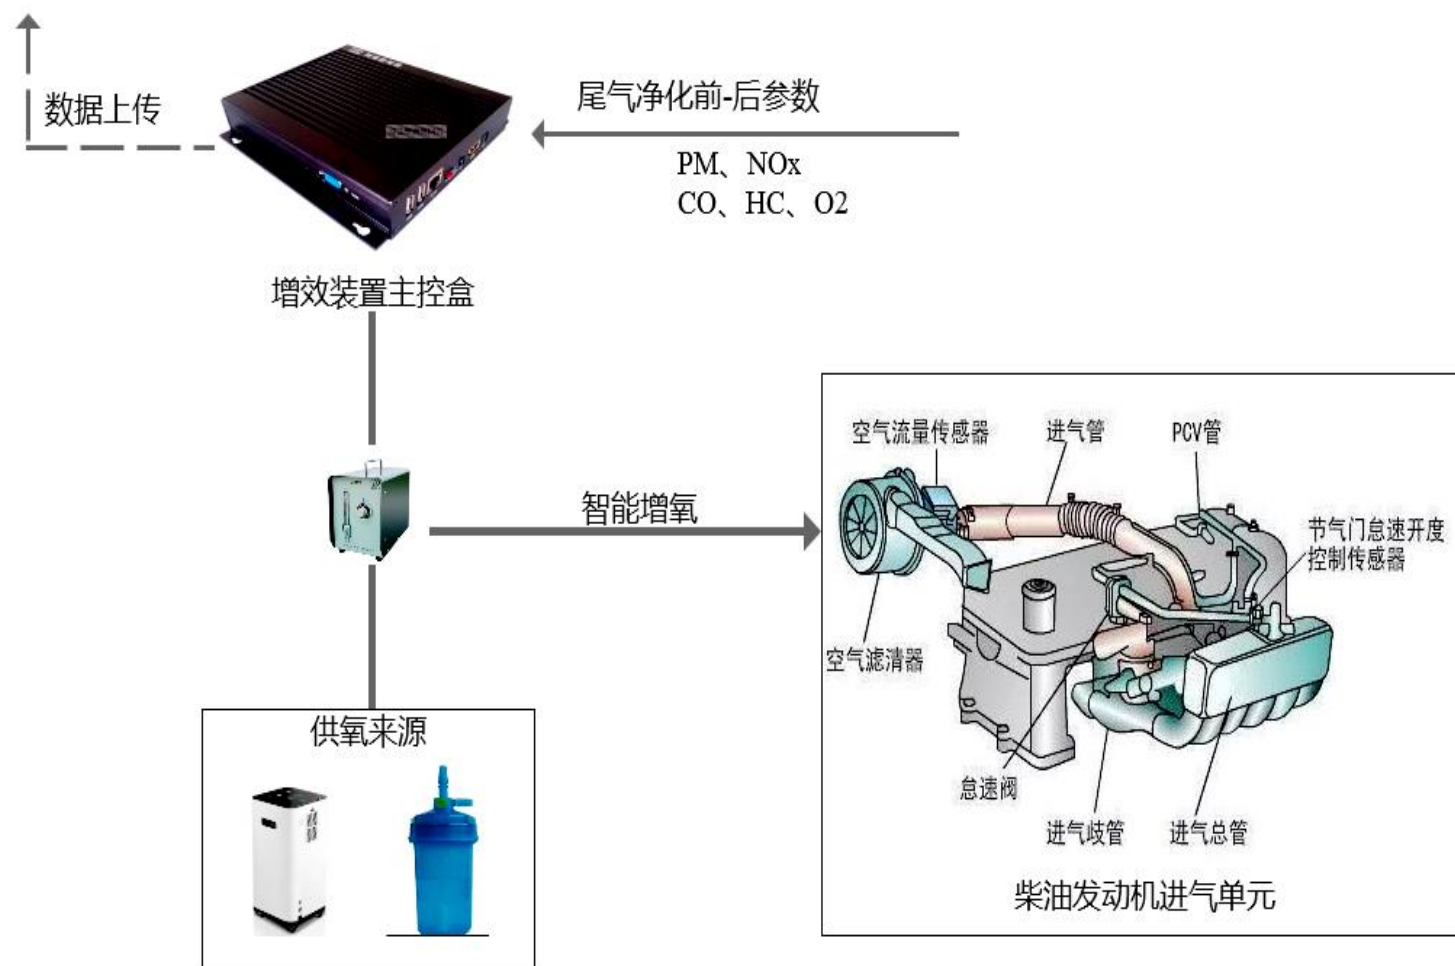 数据上传
尾气净化前-后参数
PM、NOx
CO、HC、O2
增效装置主控盒
智能增氧
供氧来源
空气流量传感器
进气管
PCV管
节气门怠速开度
控制传感器
空气滤清器
怠速阀
进气歧管
进气总管
柴油发动机进气单元